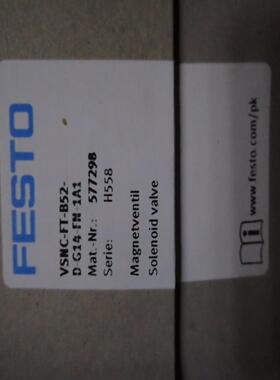 FESTO
VSNC-FT-B52-
D-G14-FN-1A1
Mat.-Nr.: 577298
Serie: H558
Magnetventil
Solenoid valve
www.festo.com/pk